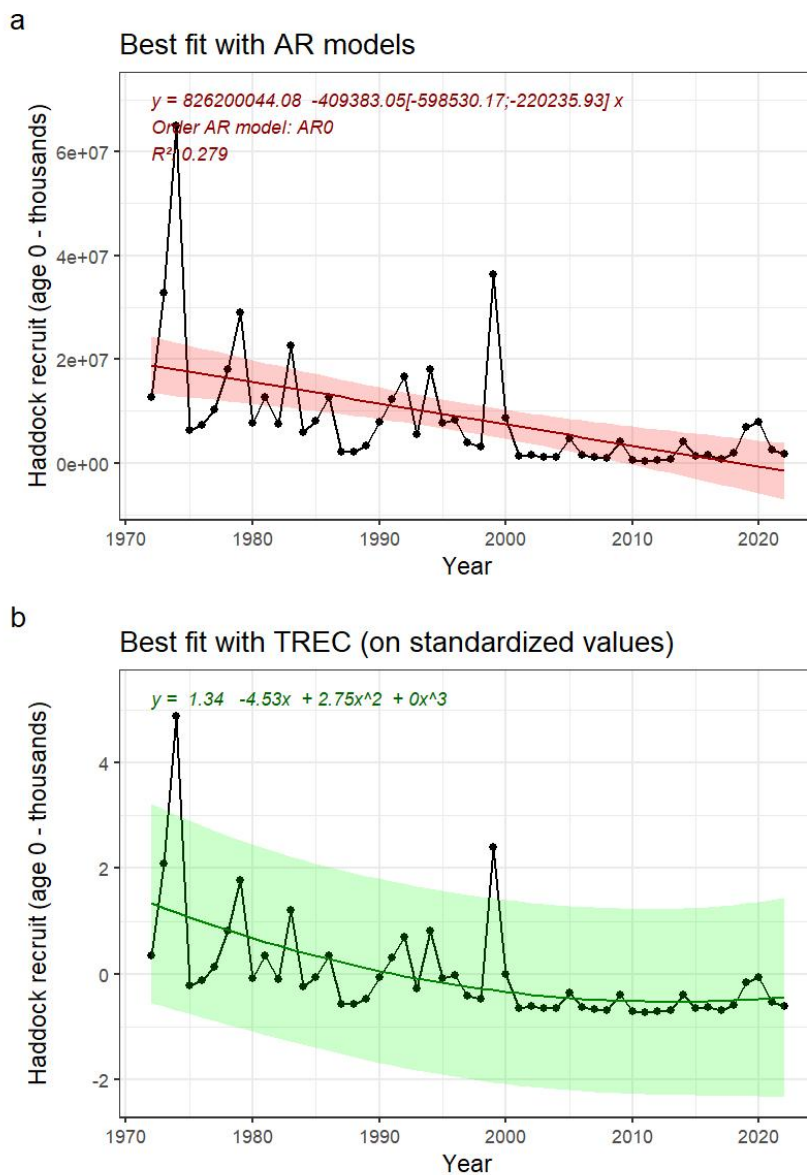 a
Best fit with AR models
y = 826200044.08 -409383.05[-598530.17;-220235.93] x
Order AR model: AR0
R²: 0.279
Haddock recruit (age 0 - thousands)
6e+07
4e+07
2e+07
0e+00
1970 1980 1990 2000 2010 2020
Year
b
Best fit with TREC (on standardized values)
y = 1.34 -4.53x + 2.75x^2 + 0x^3
Haddock recruit (age 0 - thousands)
4
2
0
-2
1970 1980 1990 2000 2010 2020
Year